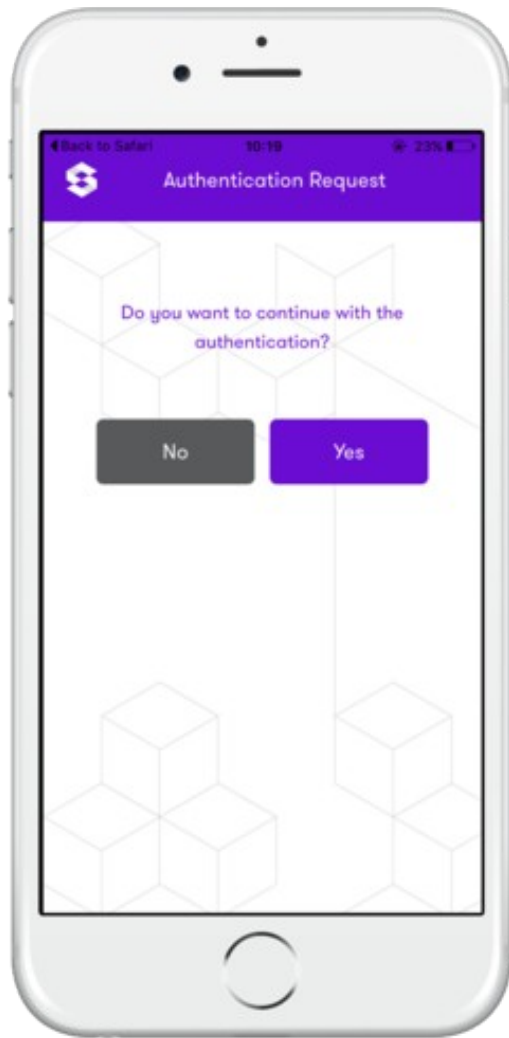 Back to Safari 10:19 23%
Authentication Request
Do you want to continue with the
authentication?
No Yes